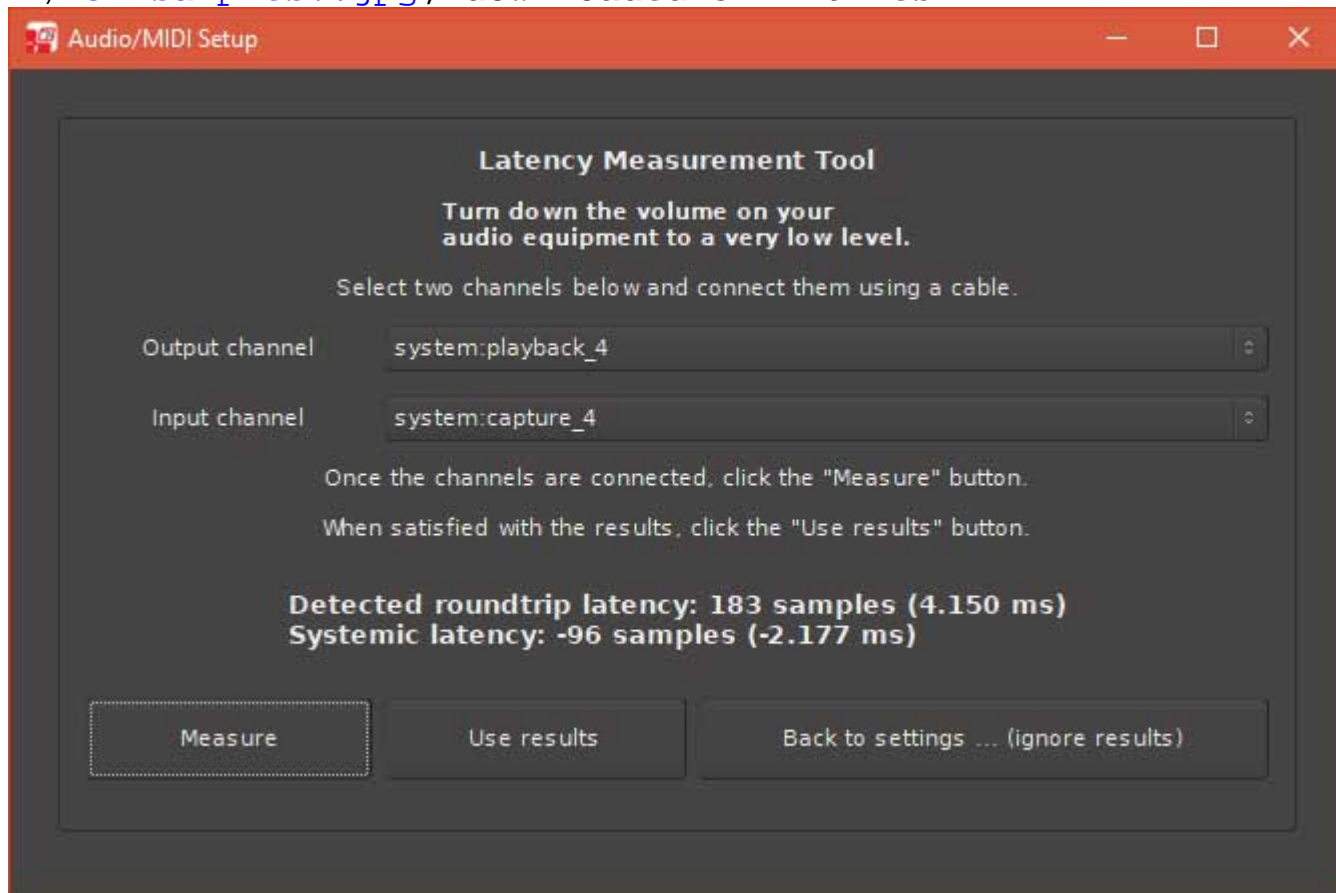 Audio/MIDI Setup
Latency Measurement Tool
Turn down the volume on your
audio equipment to a very low level.
Select two channels below and connect them using a cable.
Output channel system:playback_4
Input channel system:capture_4
Once the channels are connected, click the "Measure" button.
When satisfied with the results, click the "Use results" button.
Detected roundtrip latency: 183 samples (4.150 ms)
Systemic latency: -96 samples (-2.177 ms)
Measure Use results Back to settings ... (ignore results)